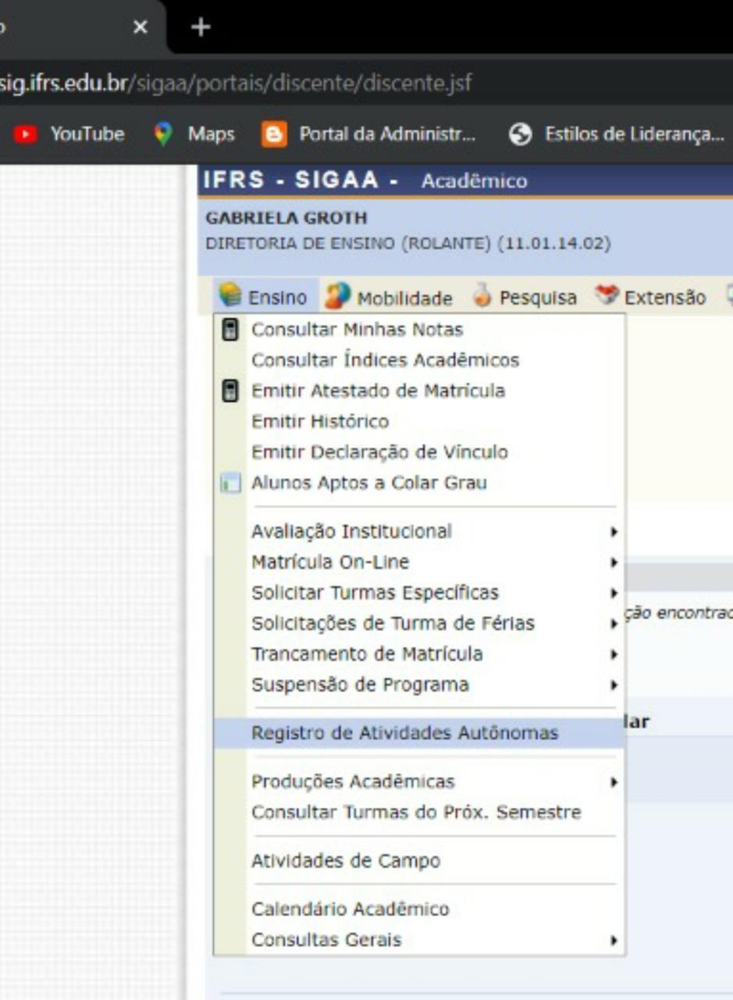 sig.ifrs.edu.br/sigaa/portais/discente/discente.jsf
YouTube Maps Portal da Administr... Estilos de Liderança...
IFRS - SIGAA - Acadêmico
GABRIELA GROTH
DIRETORIA DE ENSINO (ROLANTE) (11.01.14.02)
Ensino Mobilidade Pesquisa Extensão
Consultar Minhas Notas
Consultar Índices Acadêmicos
Emitir Atestado de Matrícula
Emitir Histórico
Emitir Declaração de Vínculo
Alunos Aptos a Colar Grau
Avaliação Institucional
Matrícula On-Line
Solicitar Turmas Específicas
ção encontrad
Solicitações de Turma de Férias
Trancamento de Matrícula
Suspensão de Programa
lar
Registro de Atividades Autônomas
Produções Acadêmicas
Consultar Turmas do Próx. Semestre
Atividades de Campo
Calendário Acadêmico
Consultas Gerais